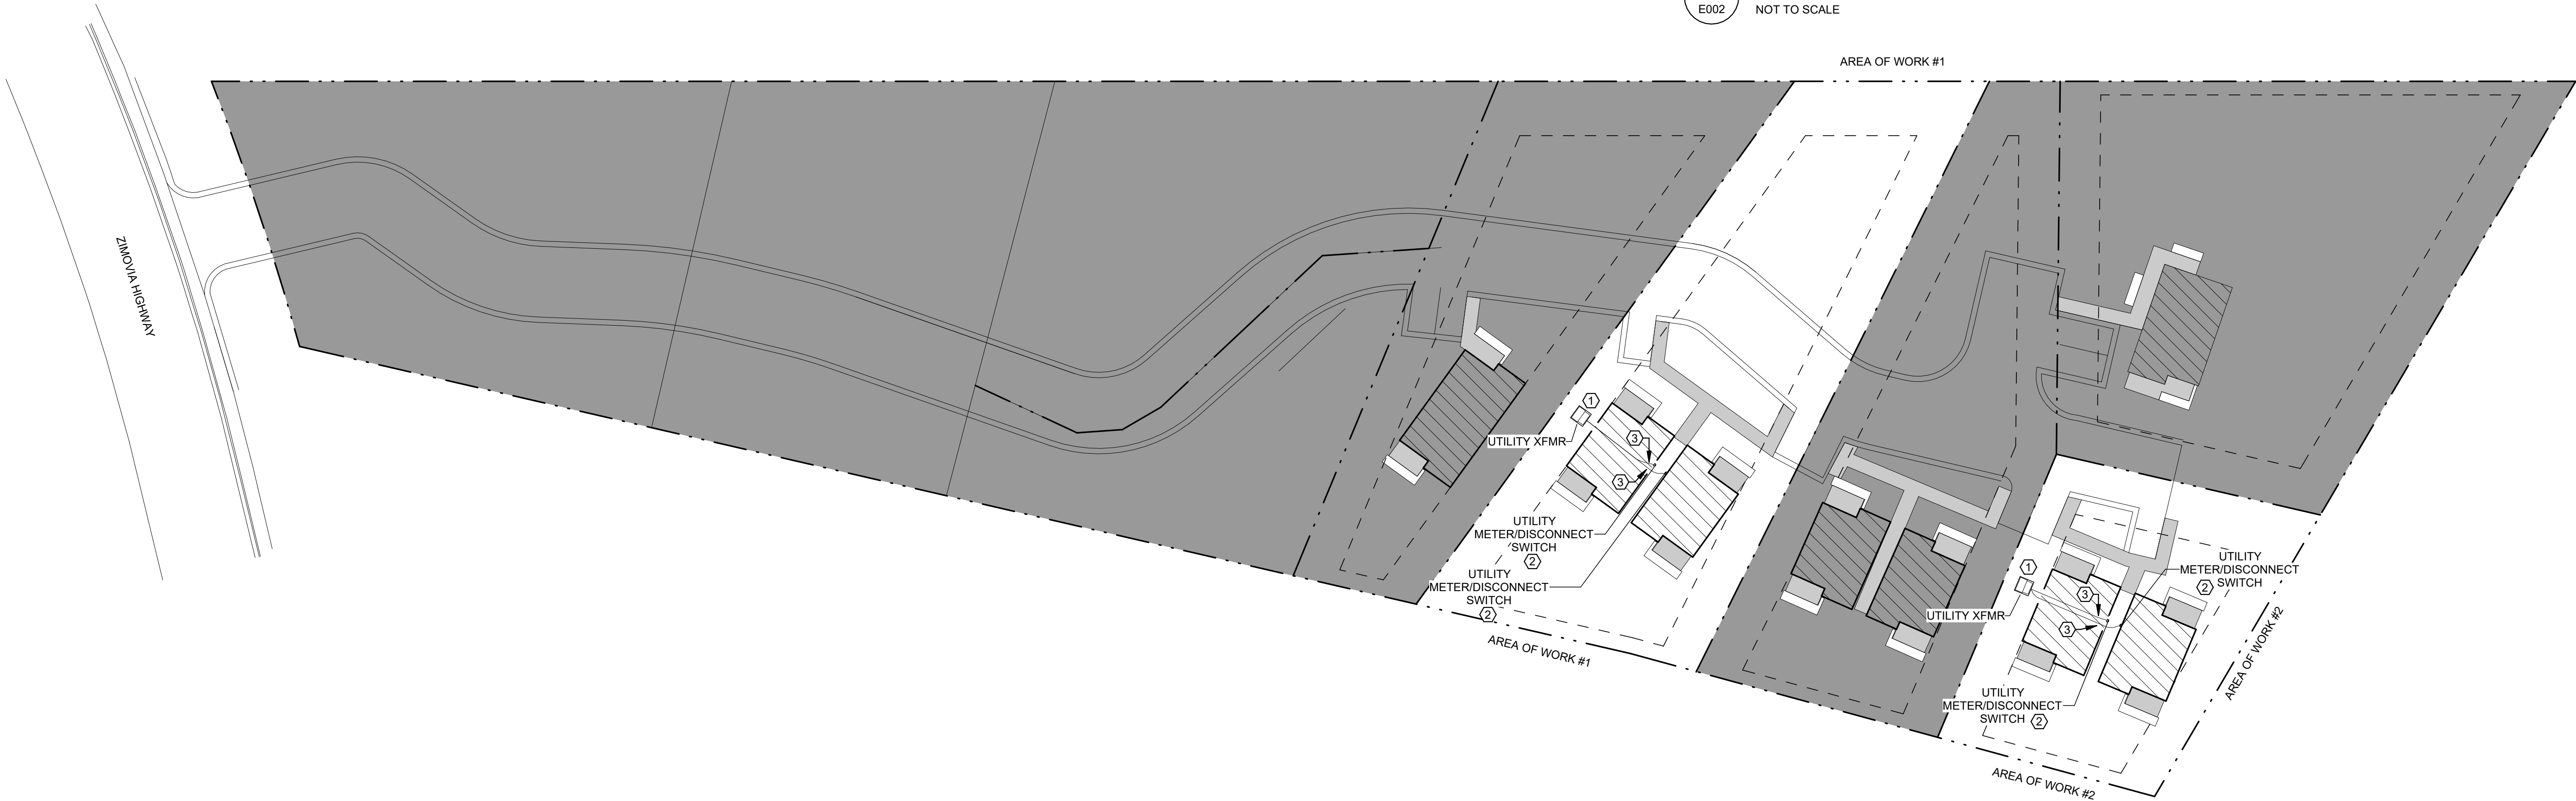 E002
NOT TO SCALE
AREA OF WORK #1
ZIMOVIA HIGHWAY
1
UTILITY XFMR
3
3
UTILITY
METER/DISCONNECT
SWITCH
2
UTILITY
METER/DISCONNECT
SWITCH
2
AREA OF WORK #1
1
UTILITY XFMR
3
3
UTILITY
METER/DISCONNECT
2 SWITCH
UTILITY
METER/DISCONNECT
SWITCH 2
AREA OF WORK #2
AREA OF WORK #2